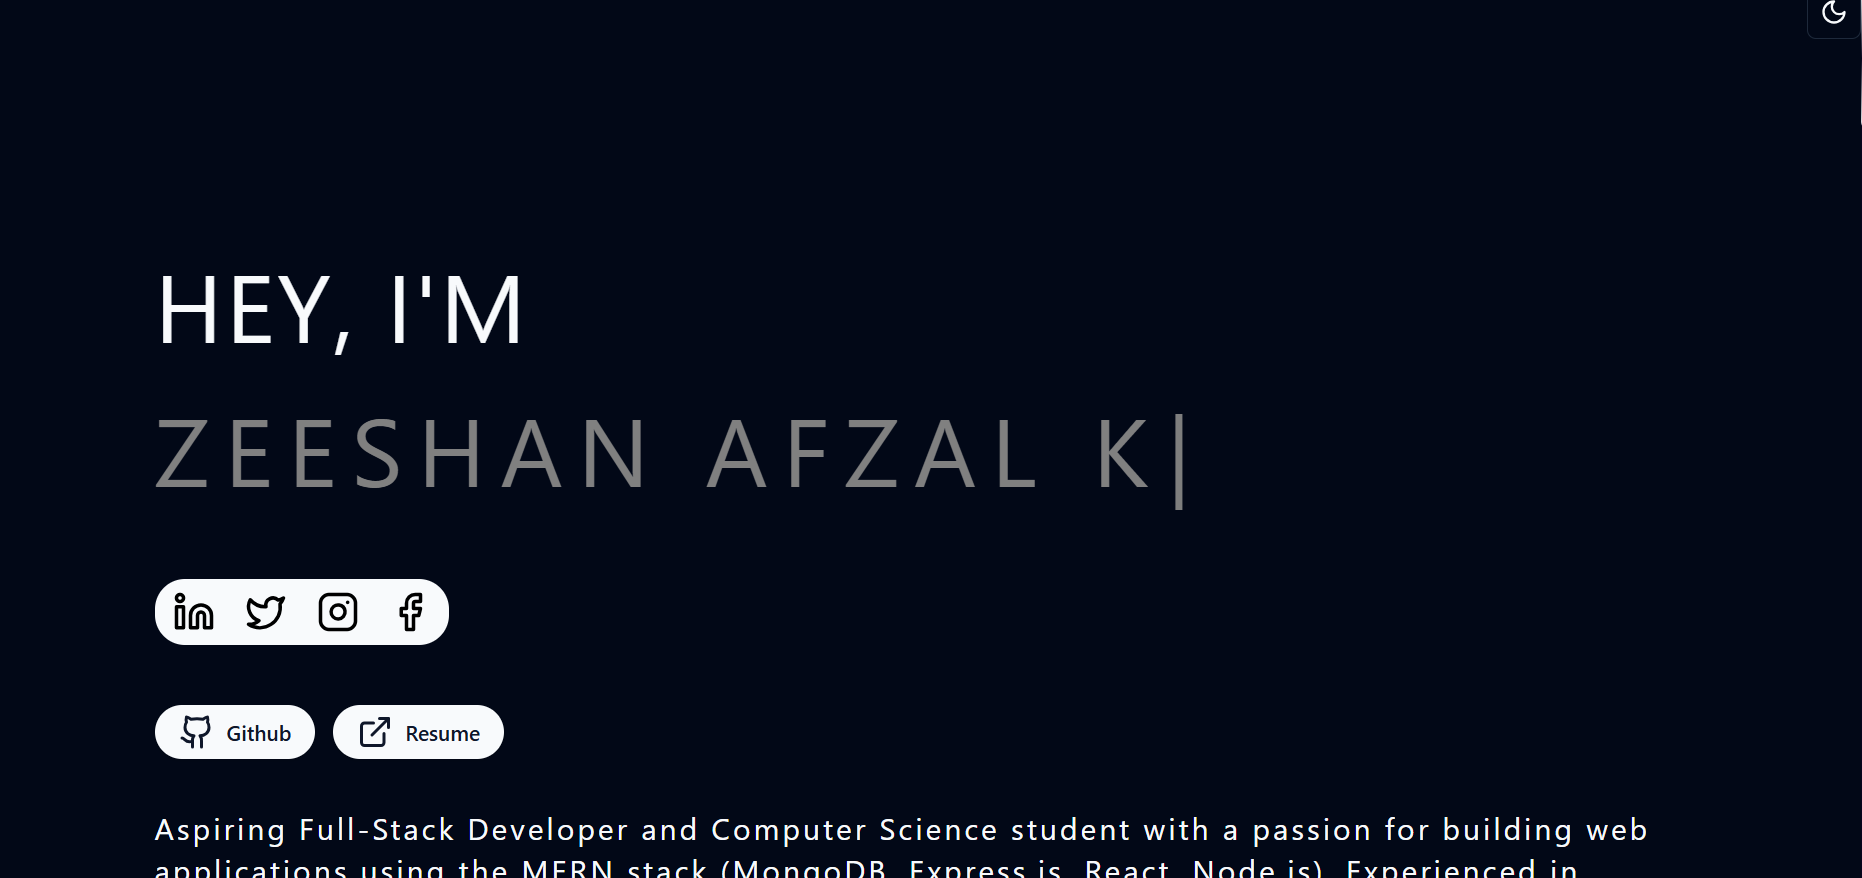 HEY, I'M
ZEESHAN AFZAL K|
Github
Resume
Aspiring Full-Stack Developer and Computer Science student with a passion for building web
applications using the MERN stack (MongoDB, Express.js, React, Node.js). Experienced in